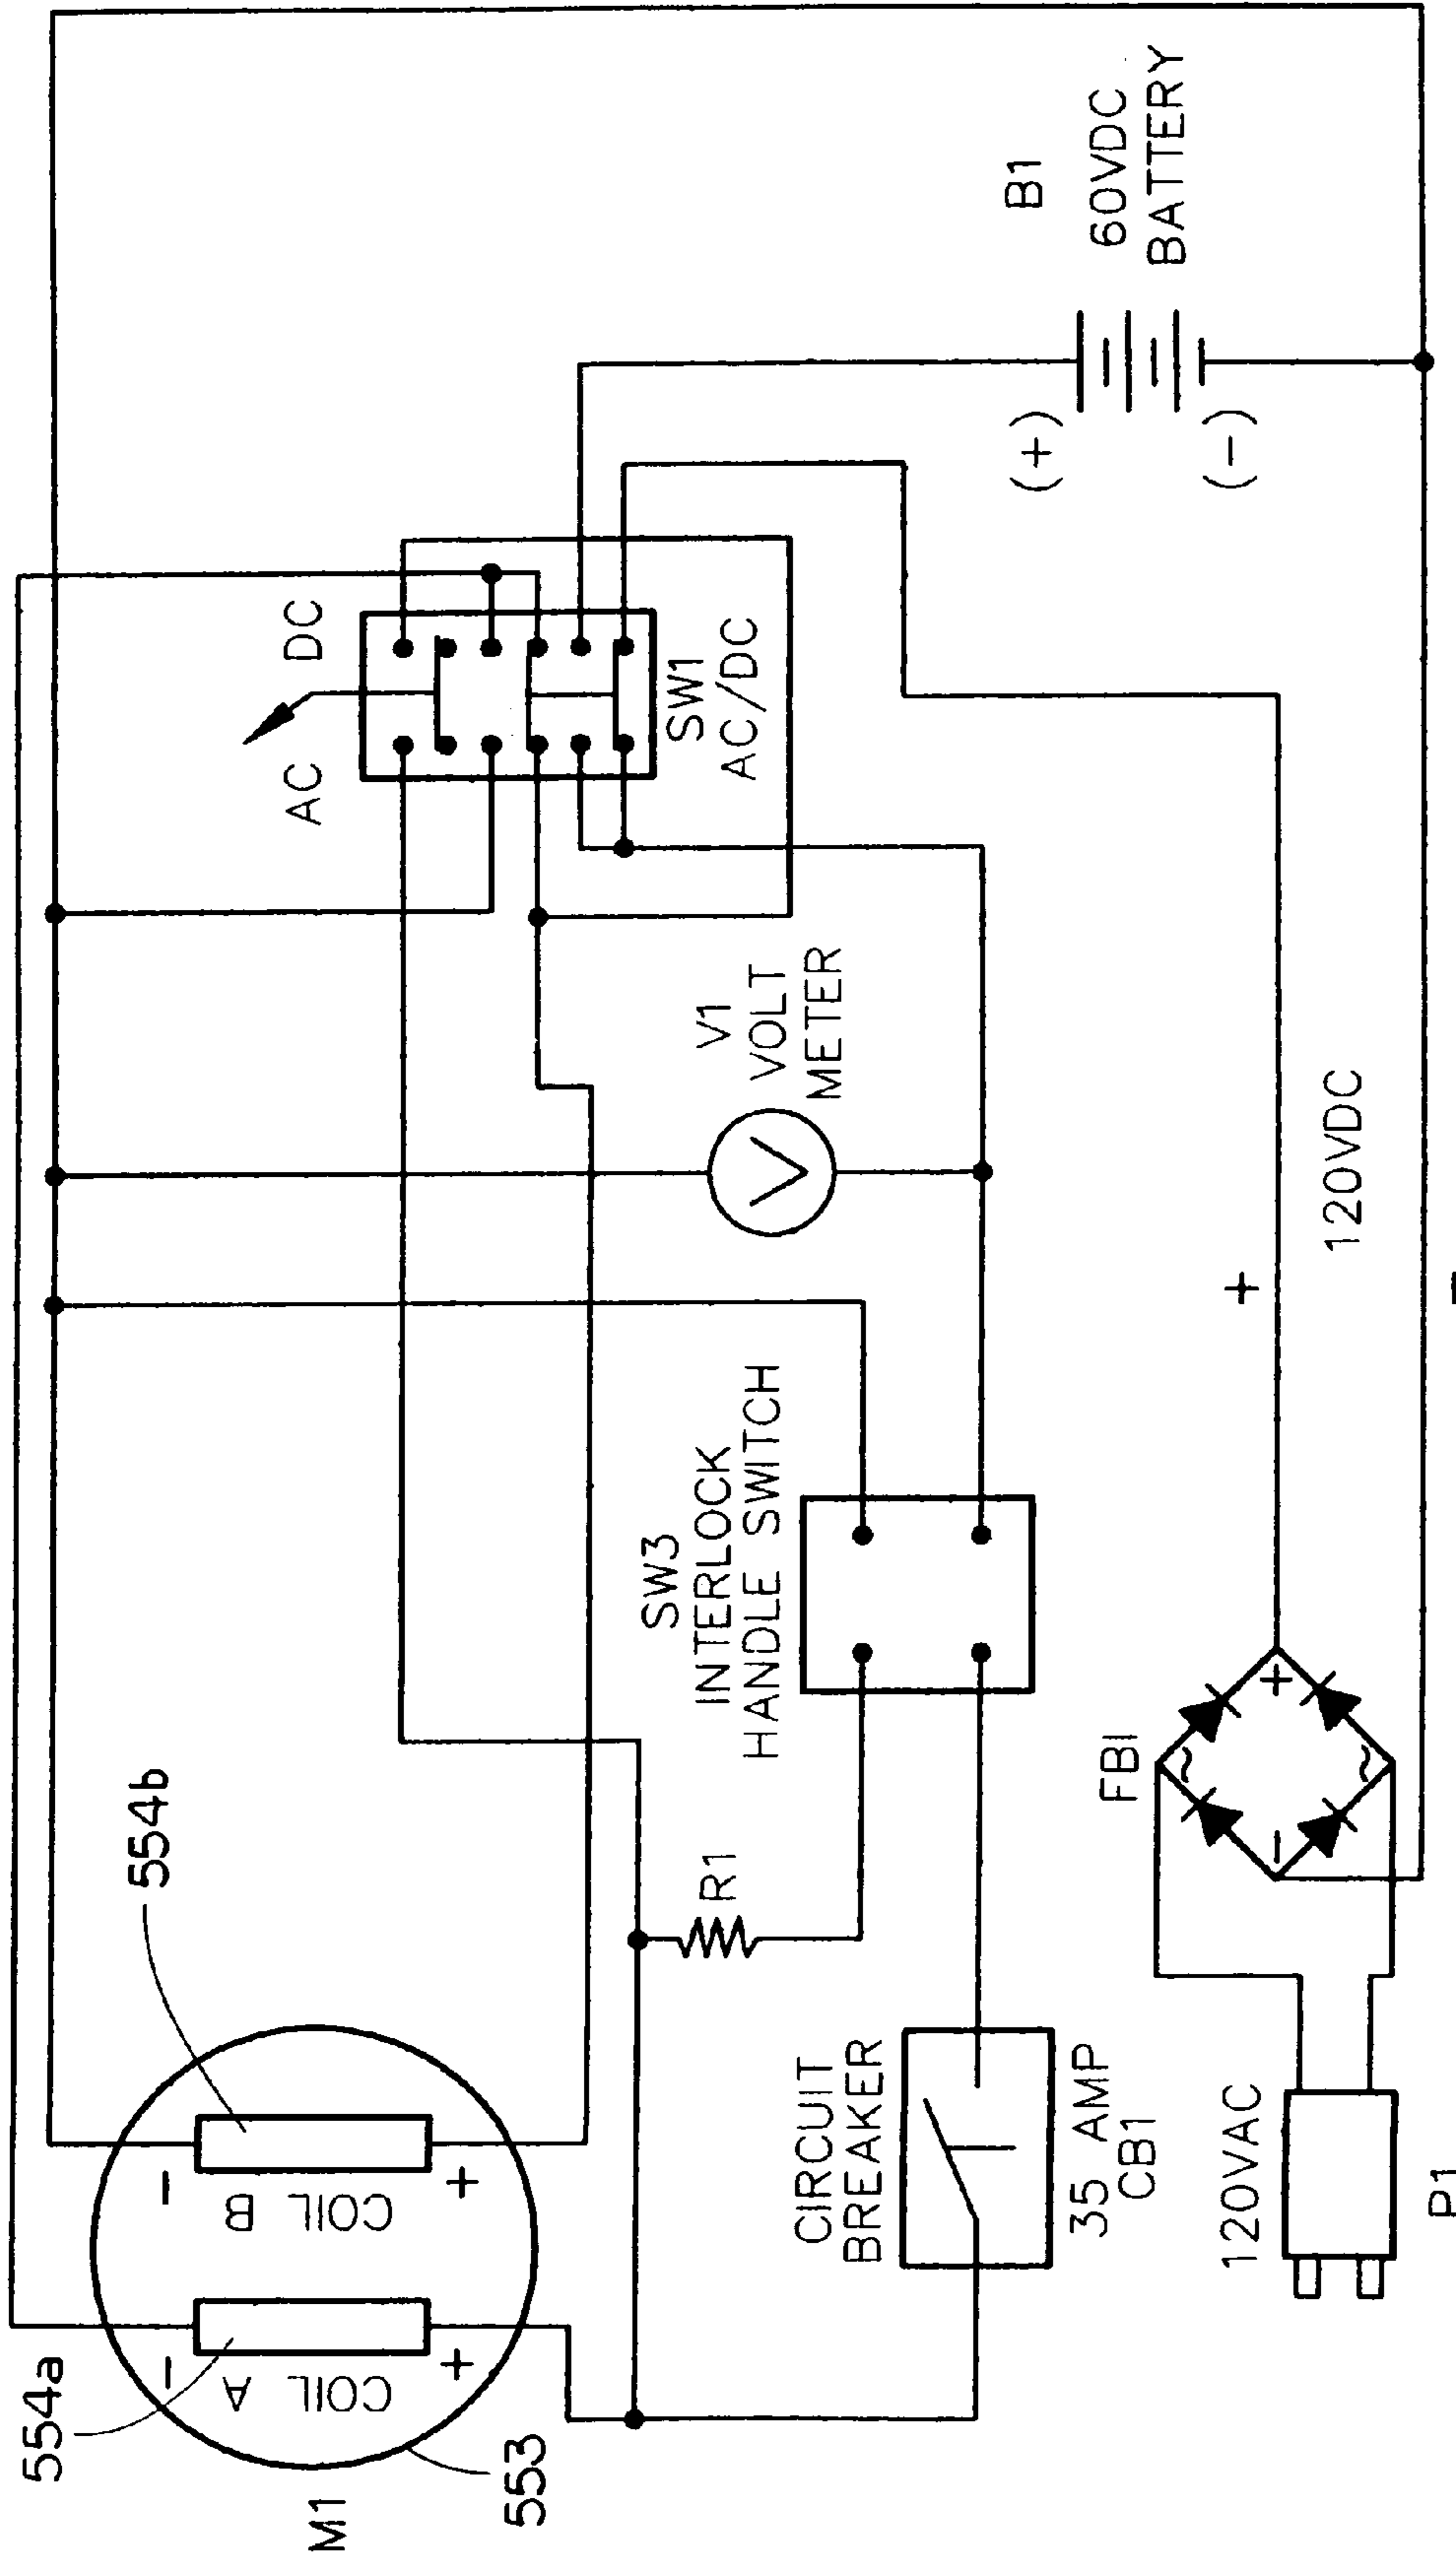 M1
553
554a
554b
COIL A
−
+
COIL B
−
+
CIRCUIT
BREAKER
35 AMP
CB1
120VAC
P1
R1
FBI
~
~
−
+
SW3
INTERLOCK
HANDLE SWITCH
V
V1
VOLT
METER
+
120VDC
−
AC
DC
SW1
AC/DC
(+)
(−)
B1
60VDC
BATTERY